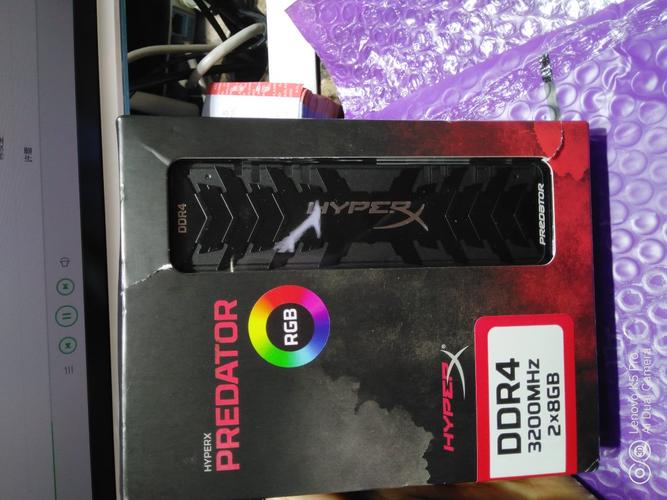 DDR4
HYPERX
PREDATOR
RGB
HYPERX
PREDATOR
HYPERX®
DDR4
3200MHz
2×8GB
Lenovo K5 Pro
AI Dual Camera